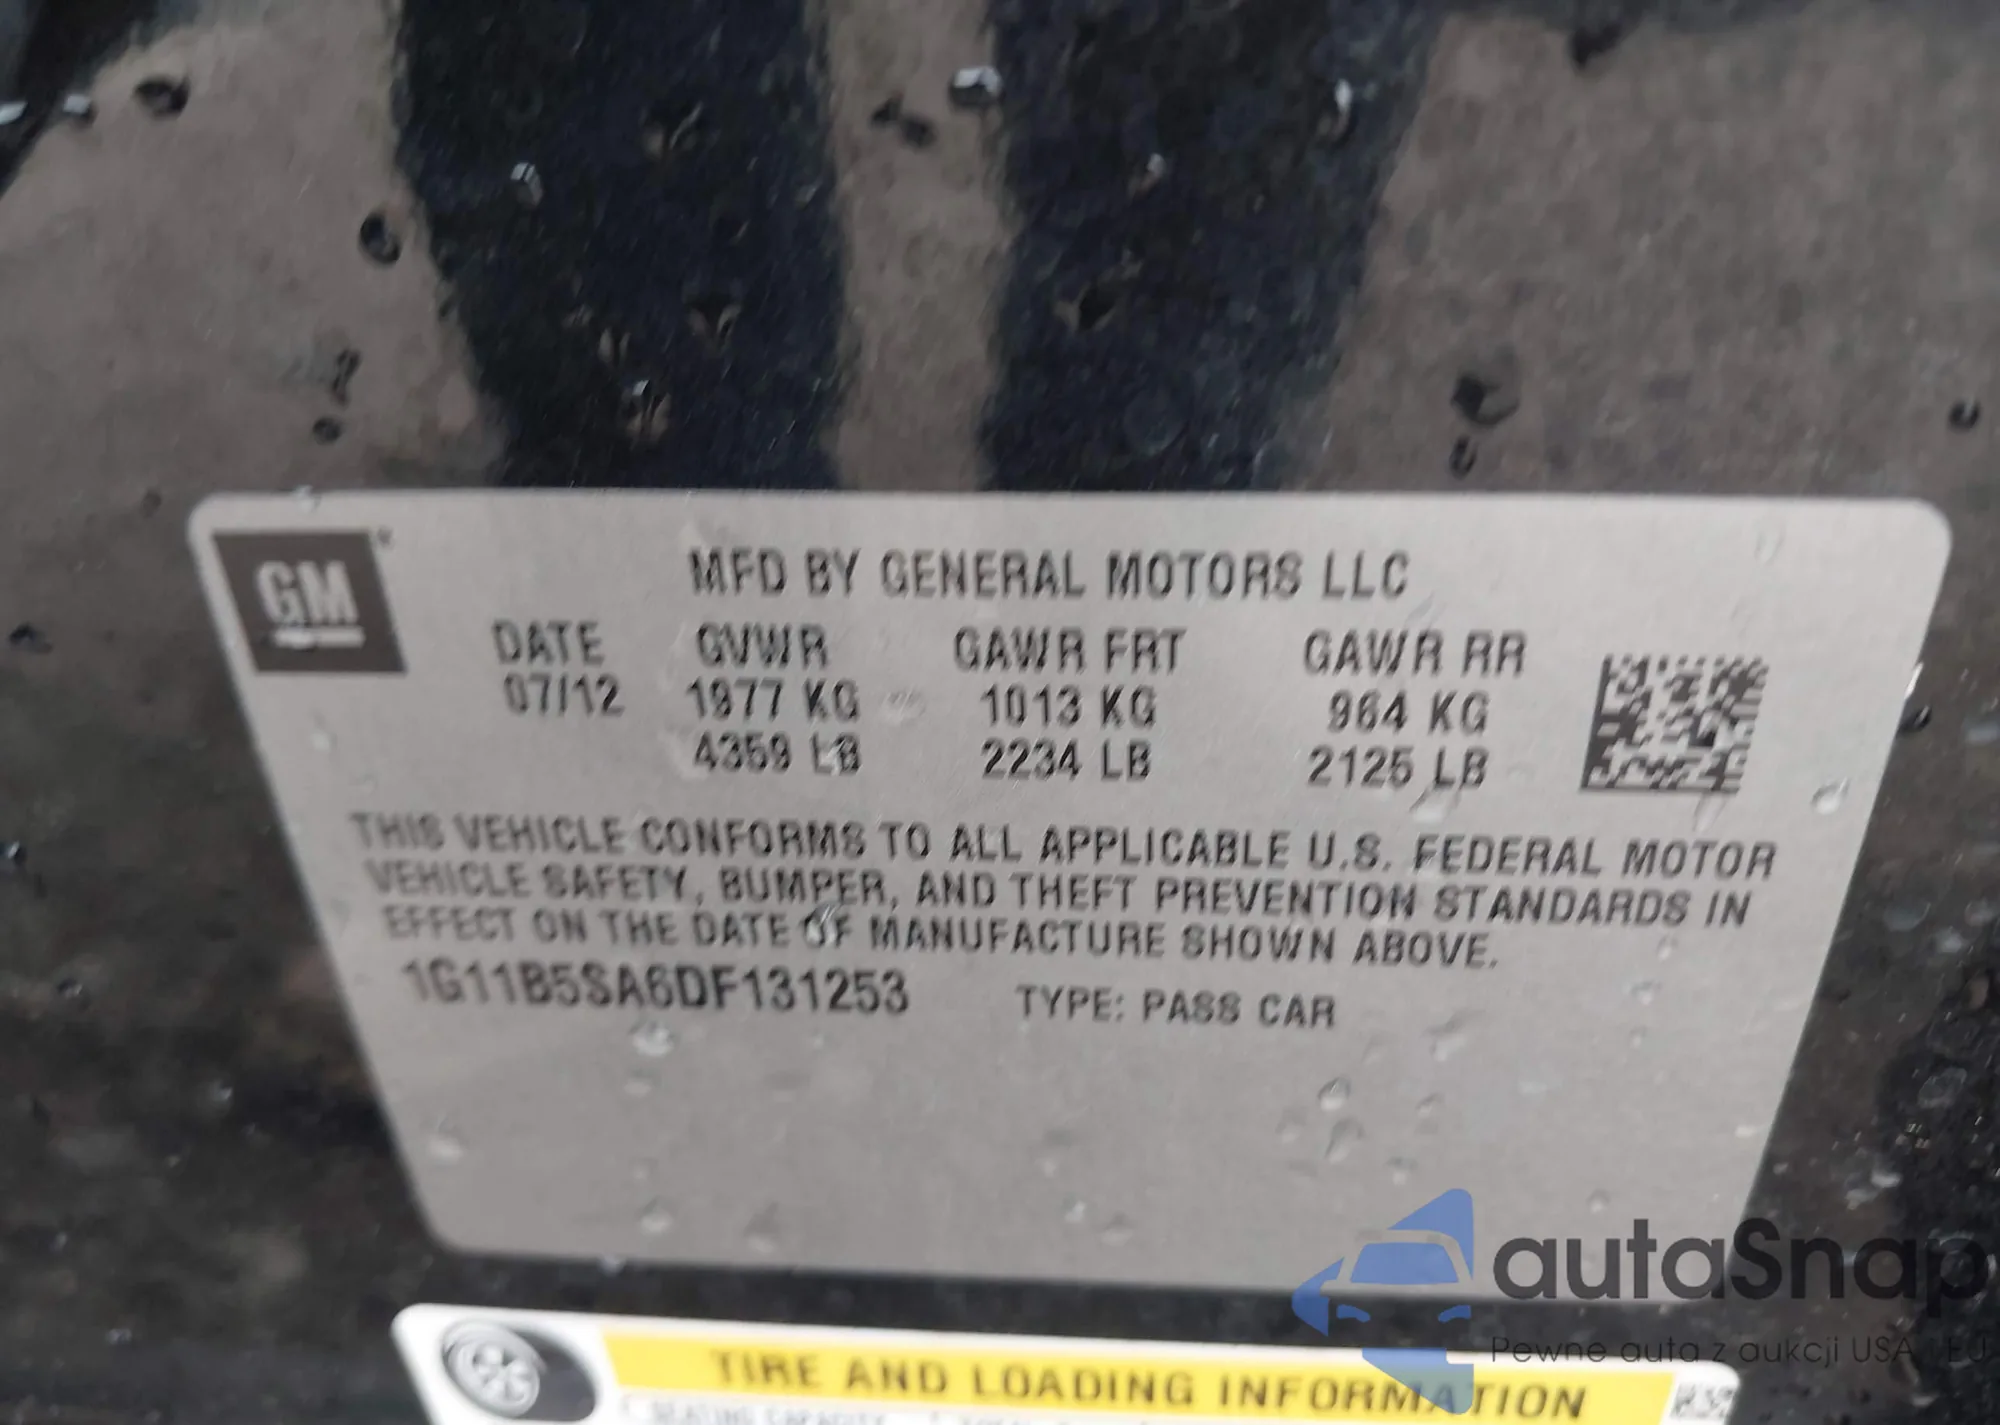 GM
MFD BY GENERAL MOTORS LLC
DATE GVWR GAWR FRT GAWR RR
07/12 1977 KG 1013 KG 964 KG
4359 LB 2234 LB 2125 LB
THIS VEHICLE CONFORMS TO ALL APPLICABLE U.S. FEDERAL MOTOR
VEHICLE SAFETY, BUMPER, AND THEFT PREVENTION STANDARDS IN
EFFECT ON THE DATE OF MANUFACTURE SHOWN ABOVE.
1G11B5SA6DF131253 TYPE: PASS CAR
autaSnap
Pewne auta z aukcji USA EU
TIRE AND LOADING INFORMATION
SEATING CAPACITY